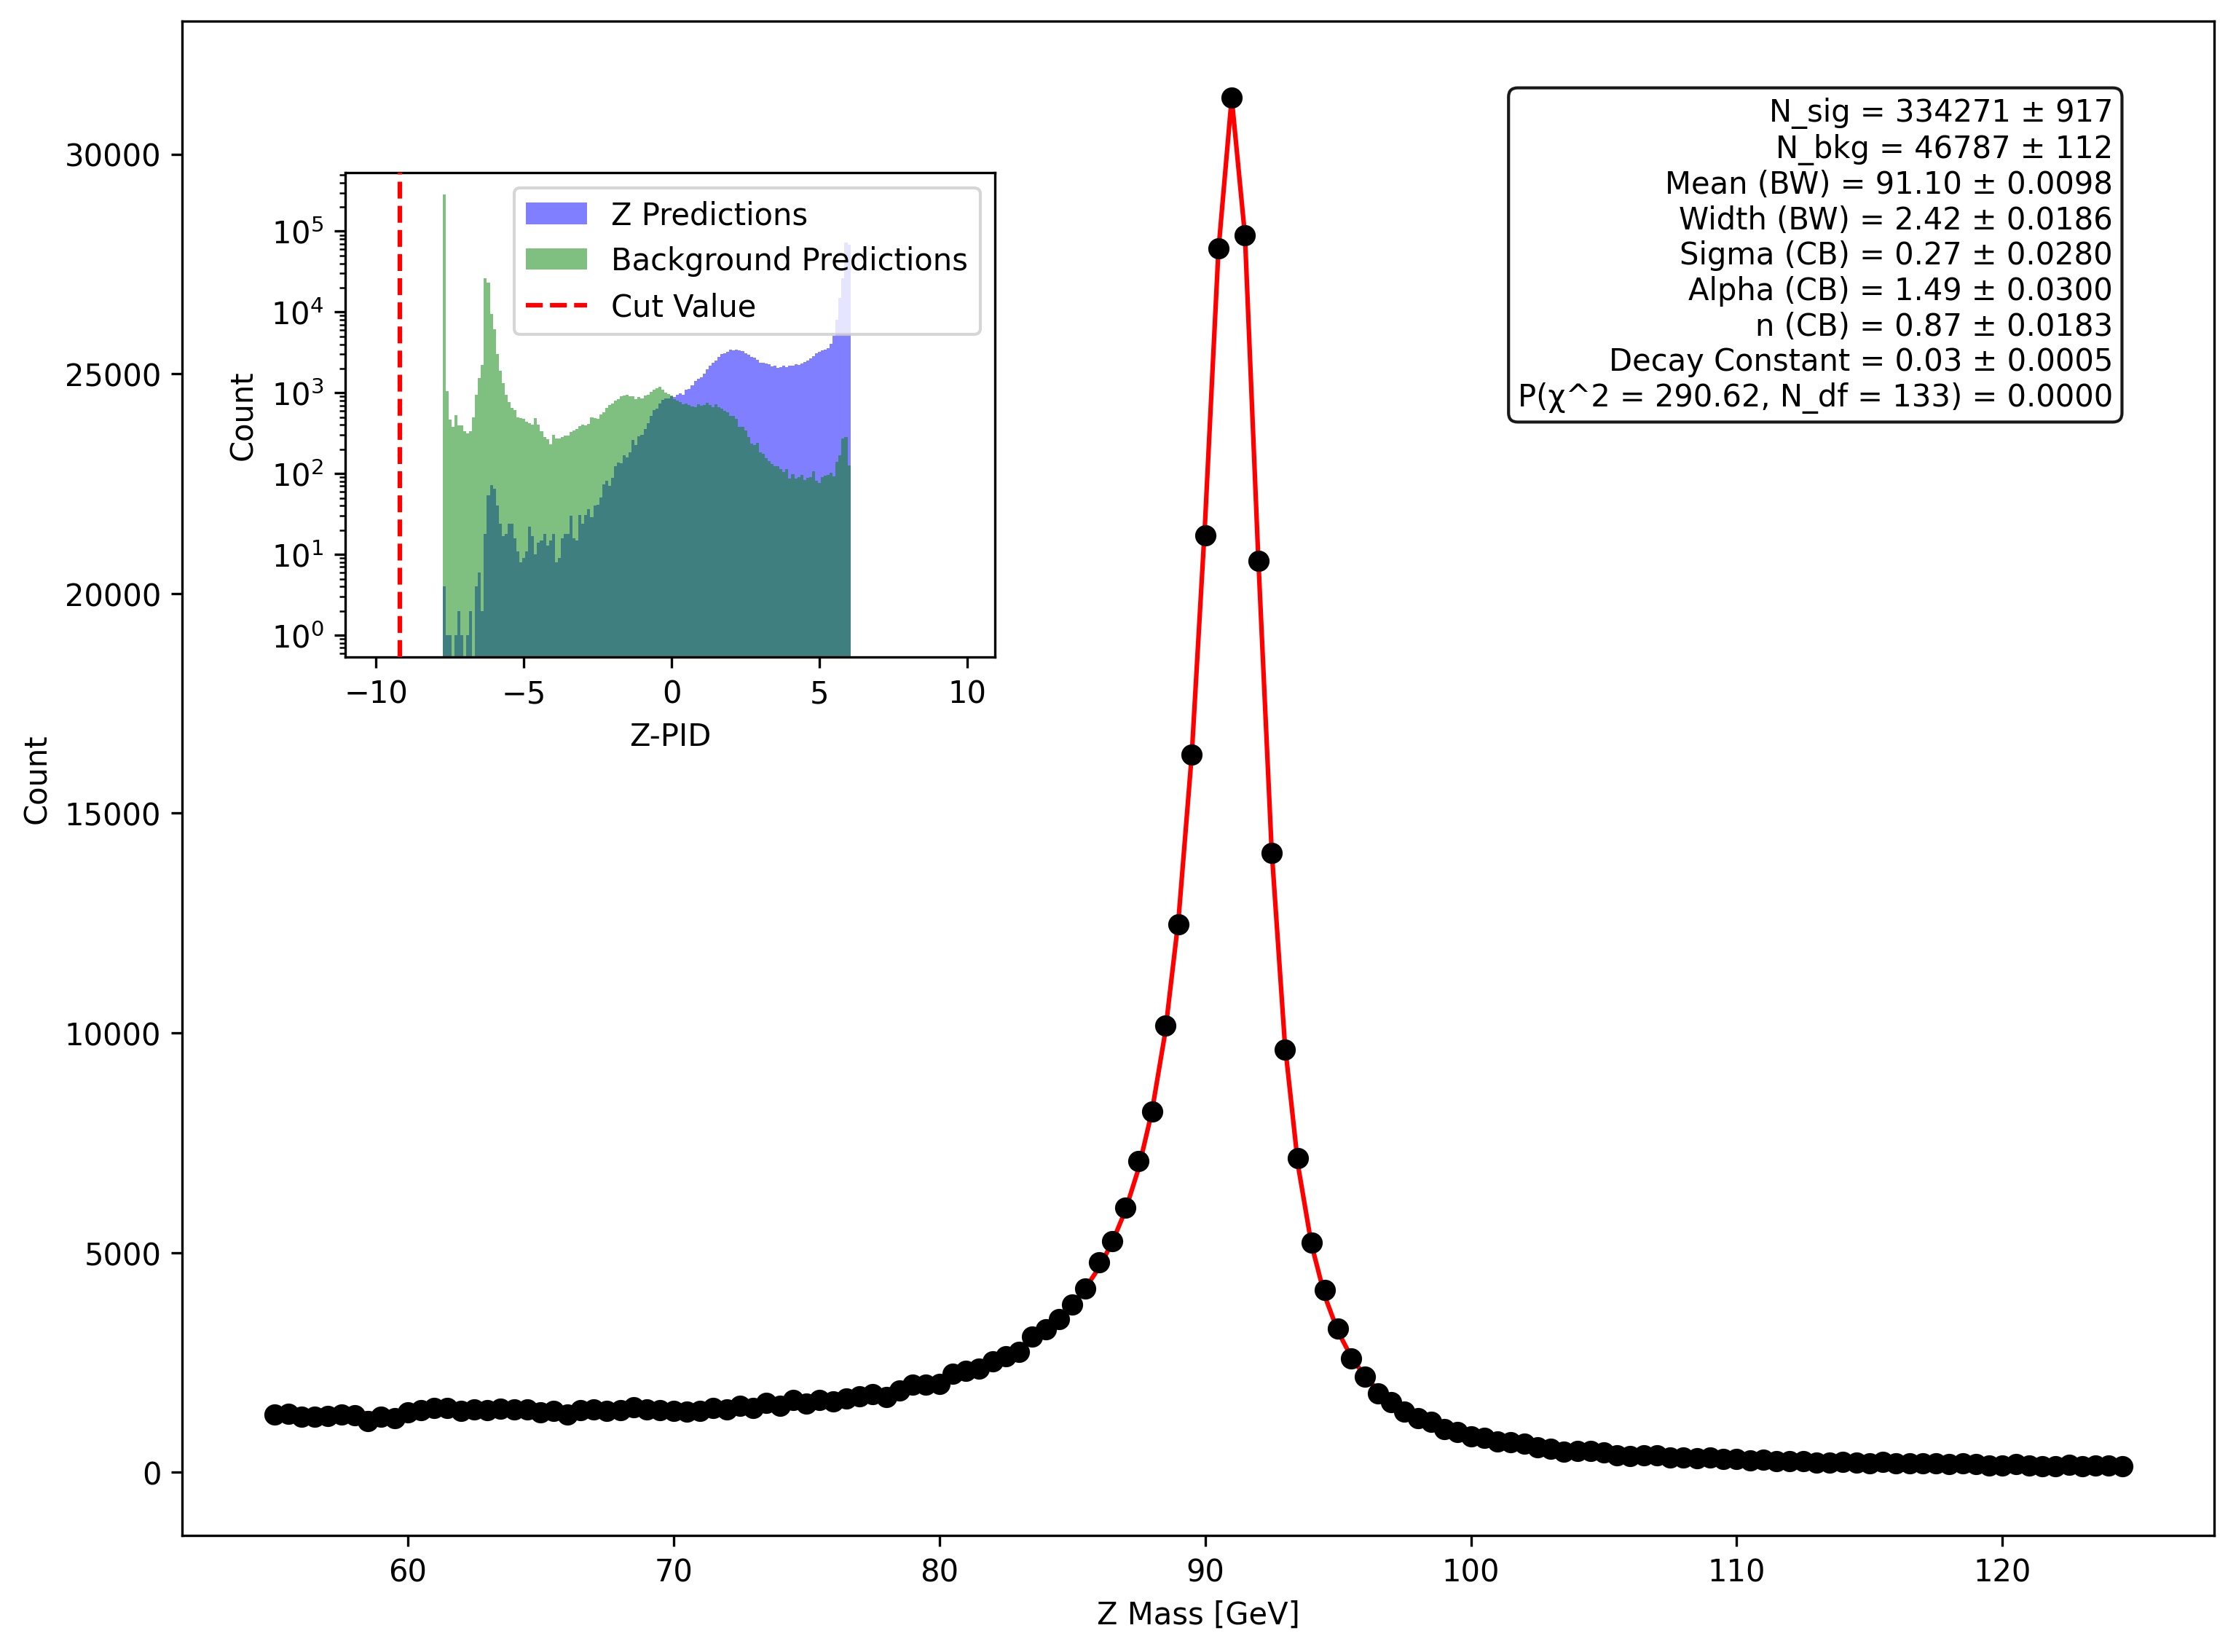 N_sig = 334271 ± 917
N_bkg = 46787 ± 112
Mean (BW) = 91.10 ± 0.0098
Width (BW) = 2.42 ± 0.0186
Sigma (CB) = 0.27 ± 0.0280
Alpha (CB) = 1.49 ± 0.0300
n (CB) = 0.87 ± 0.0183
Decay Constant = 0.03 ± 0.0005
P(χ^2 = 290.62, N_df = 133) = 0.0000
Z Predictions
Background Predictions
Cut Value
10⁵
10⁴
10³
10²
10¹
10⁰
Count
−10 −5 0 5 10
Z-PID
30000
25000
20000
15000
10000
5000
0
Count
60 70 80 90 100 110 120
Z Mass [GeV]